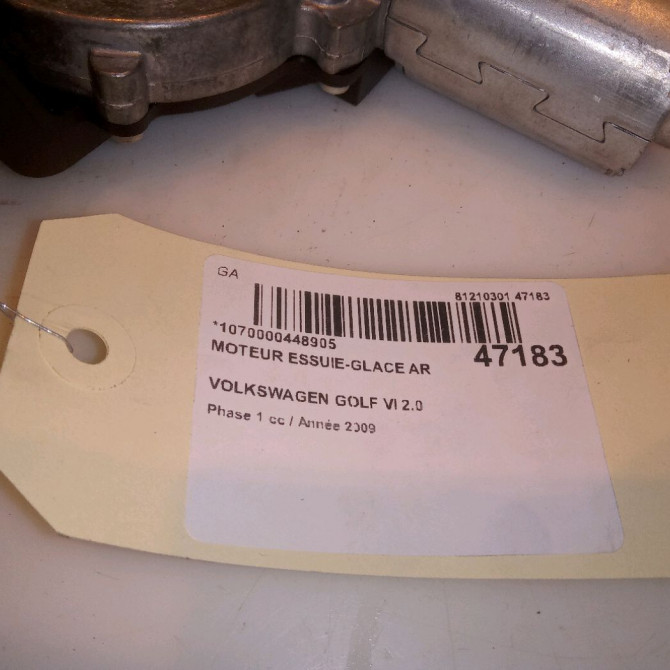 GA
81210301 47183
*1070000448905
MOTEUR ESSUIE-GLACE AR
47183
VOLKSWAGEN GOLF VI 2.0
Phase 1 cc / Année 2009